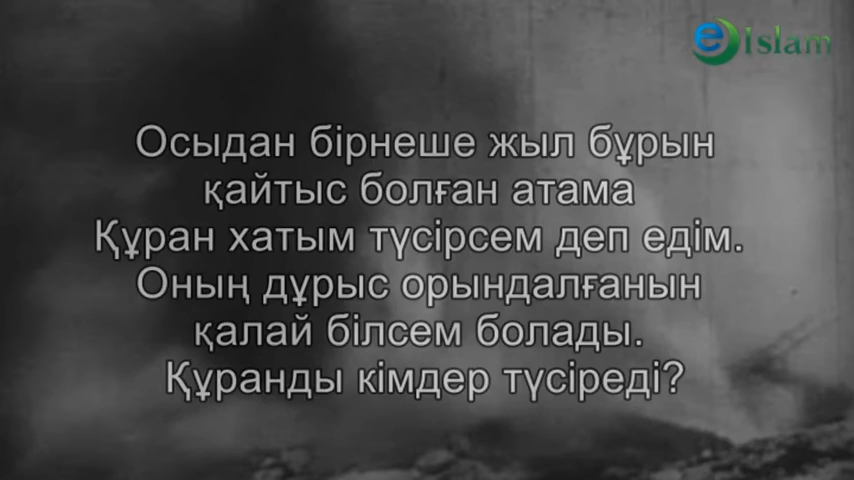 e islam
Осыдан бірнеше жыл бұрын
қайтыс болған атама
Құран хатым түсірсем деп едім.
Оның дұрыс орындалғанын
қалай білсем болады.
Құранды кімдер түсіреді?